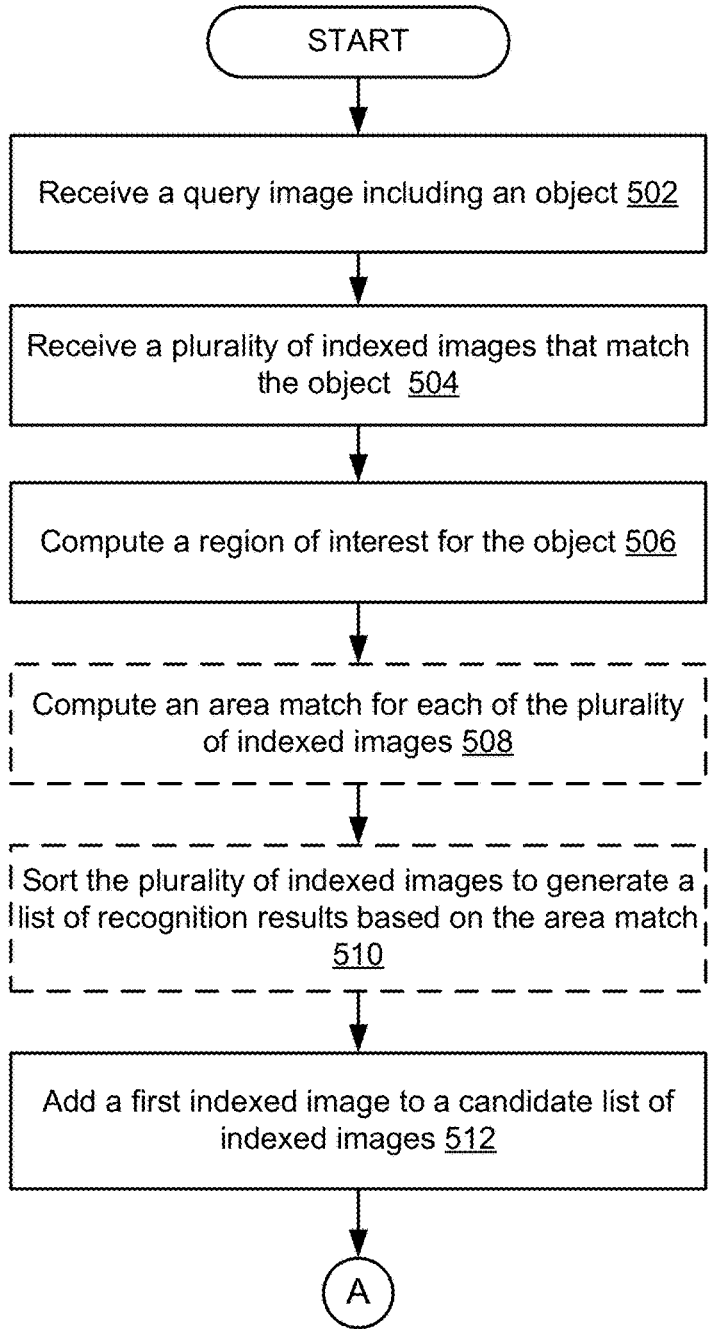 START
Receive a query image including an object 502
Receive a plurality of indexed images that match
the object 504
Compute a region of interest for the object 506
Compute an area match for each of the plurality
of indexed images 508
Sort the plurality of indexed images to generate a
list of recognition results based on the area match
510
Add a first indexed image to a candidate list of
indexed images 512
A